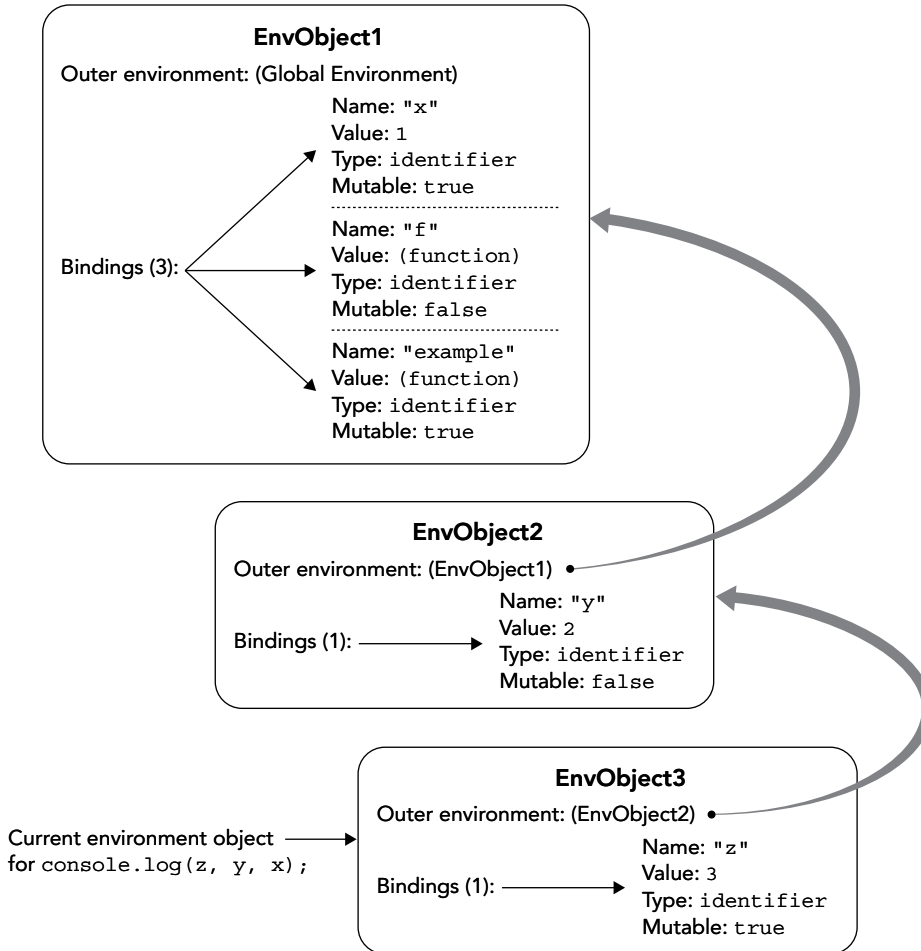 EnvObject1
Outer environment: (Global Environment)
Name: "x"
Value: 1
Type: identifier
Mutable: true
Name: "f"
Value: (function)
Bindings (3):
Type: identifier
Mutable: false
Name: "example"
Value: (function)
Type: identifier
Mutable: true
EnvObject2
Outer environment: (EnvObject1)
Name: "y"
Value: 2
Bindings (1):
Type: identifier
Mutable: false
EnvObject3
Outer environment: (EnvObject2)
Current environment object
for console.log(z, y, x);
Name: "z"
Value: 3
Bindings (1):
Type: identifier
Mutable: true